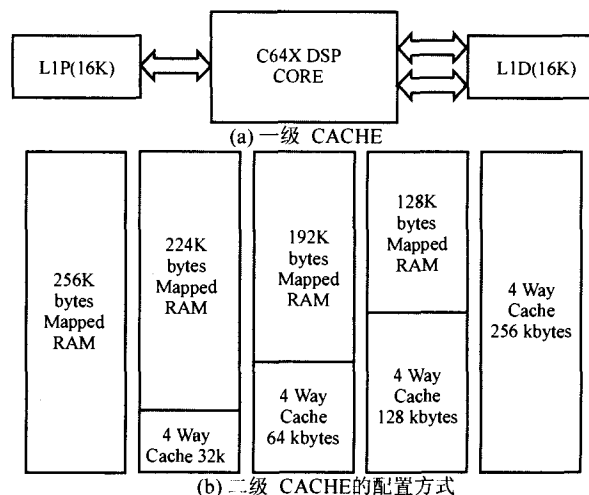 L1P(16K)
C64X DSP
CORE
L1D(16K)
(a) 一级 CACHE
256K
bytes
Mapped
RAM
224K
bytes
Mapped
RAM
4 Way
Cache 32k
192K
bytes
Mapped
RAM
4 Way
Cache
64 kbytes
128K
bytes
Mapped
RAM
4 Way
Cache
128 kbytes
4 Way
Cache
256 kbytes
(b) 二级 CACHE的配置方式